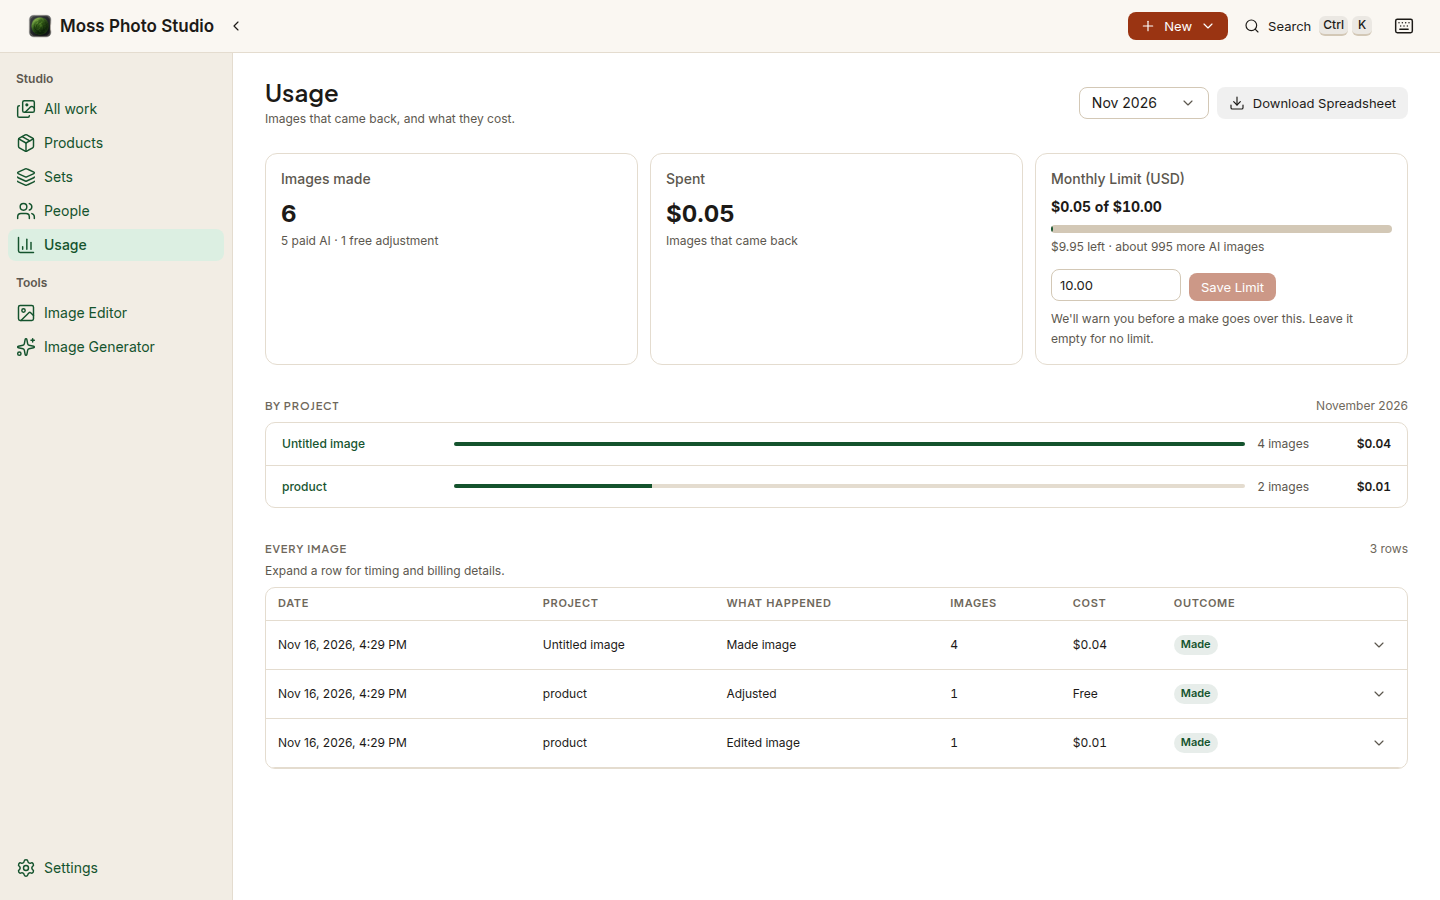 Moss Photo Studio
New
Search Ctrl K
Studio
All work
Products
Sets
People
Usage
Tools
Image Editor
Image Generator
Settings
Usage
Images that came back, and what they cost.
Nov 2026
Download Spreadsheet
Images made
6
5 paid AI · 1 free adjustment
Spent
$0.05
Images that came back
Monthly Limit (USD)
$0.05 of $10.00
$9.95 left · about 995 more AI images
10.00
Save Limit
We'll warn you before a make goes over this. Leave it
empty for no limit.
BY PROJECT
November 2026
Untitled image 4 images $0.04
product 2 images $0.01
EVERY IMAGE
3 rows
Expand a row for timing and billing details.
DATE PROJECT WHAT HAPPENED IMAGES COST OUTCOME
Nov 16, 2026, 4:29 PM Untitled image Made image 4 $0.04 Made
Nov 16, 2026, 4:29 PM product Adjusted 1 Free Made
Nov 16, 2026, 4:29 PM product Edited image 1 $0.01 Made